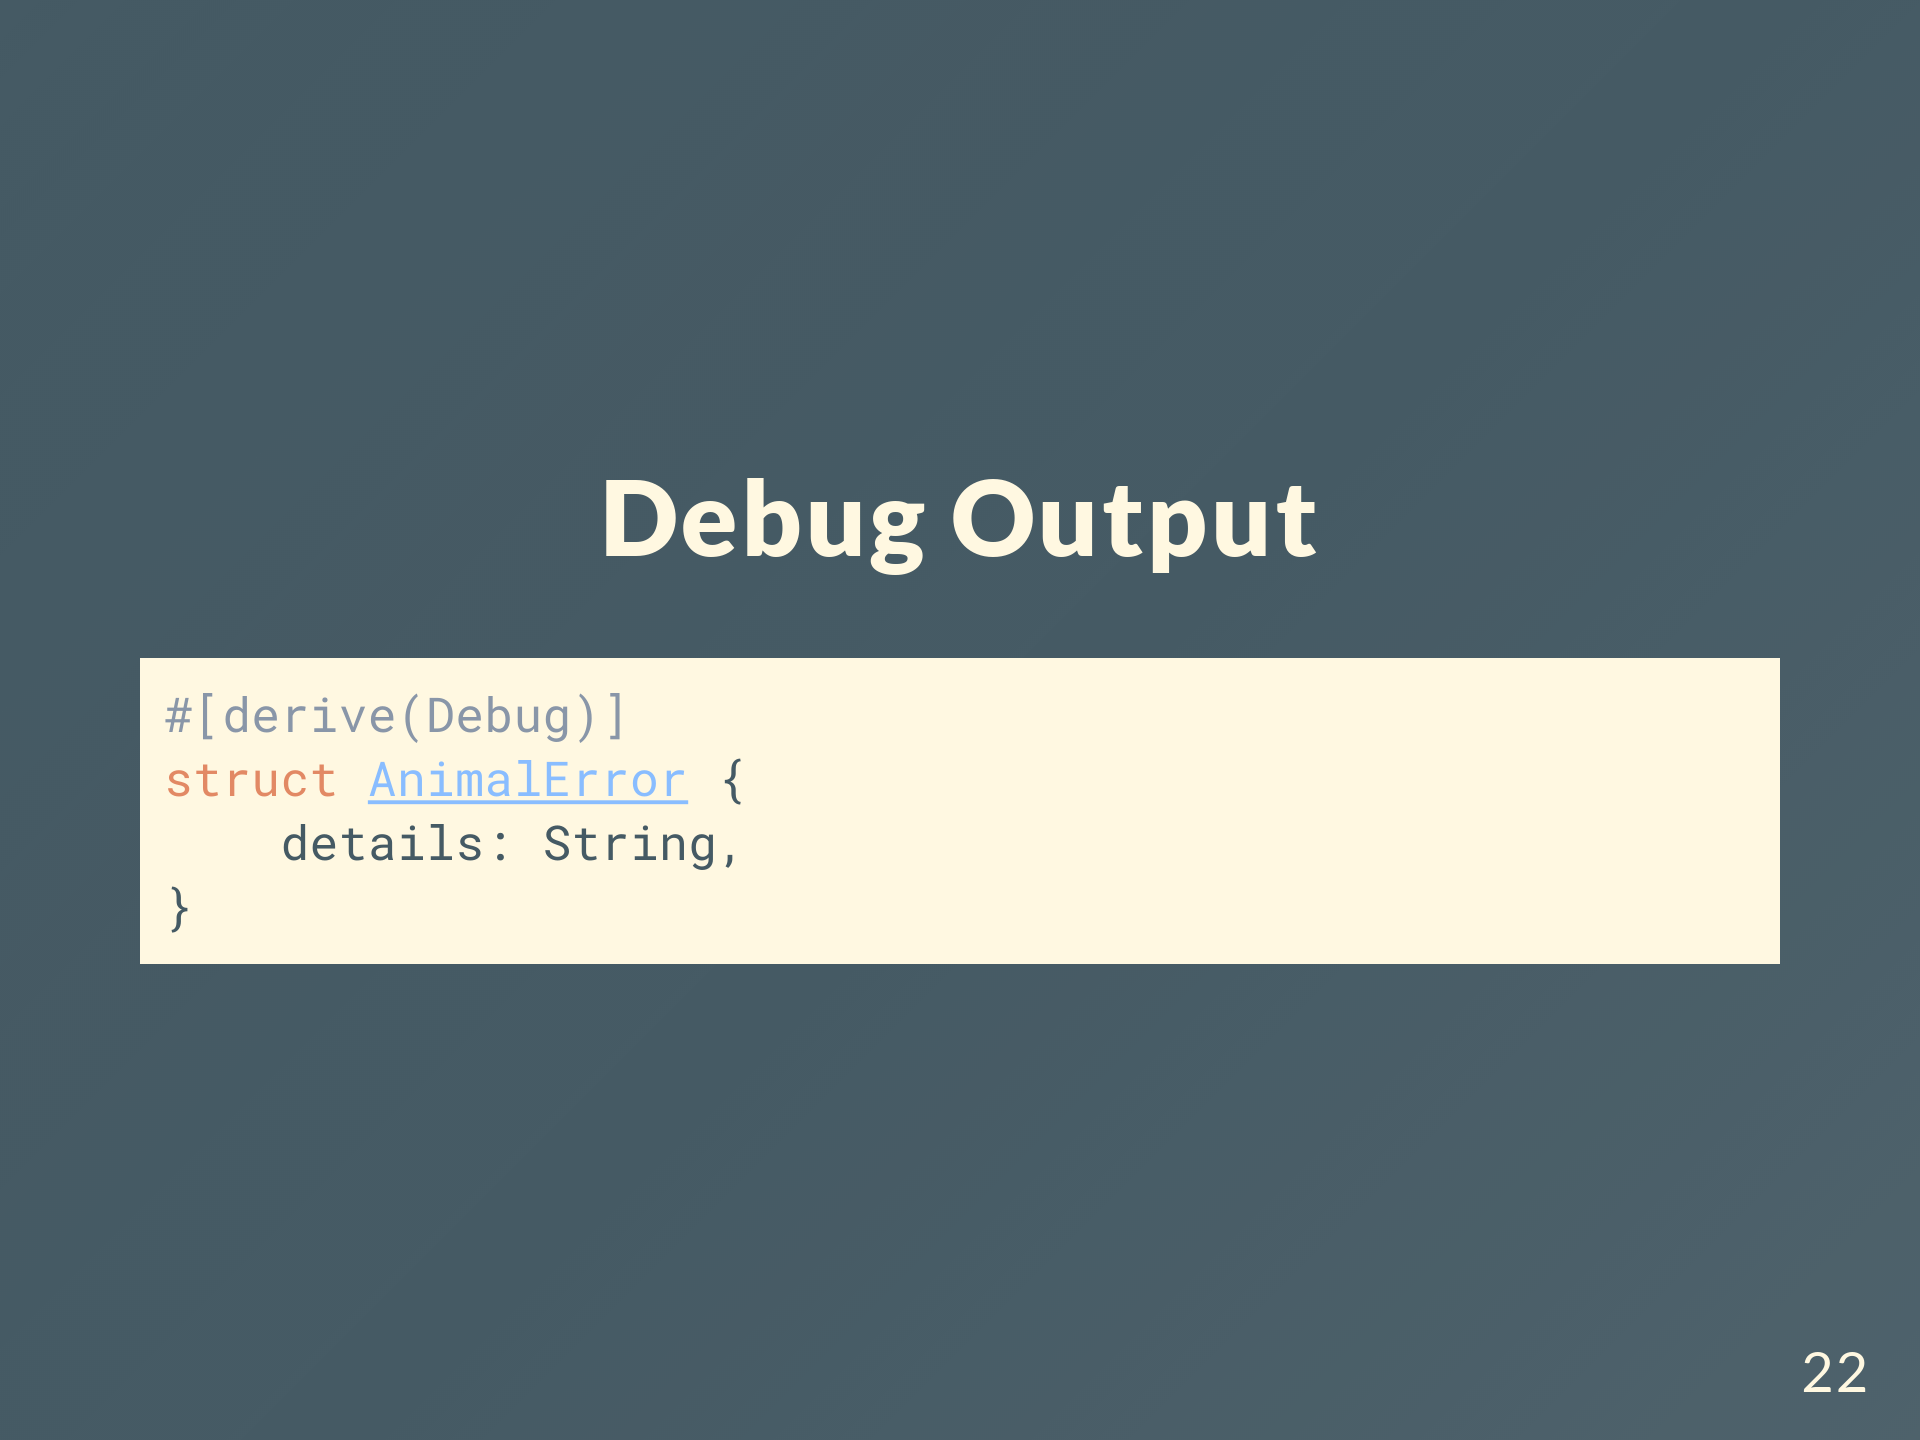 Debug Output
#[derive(Debug)]
struct AnimalError {
    details: String,
}
22